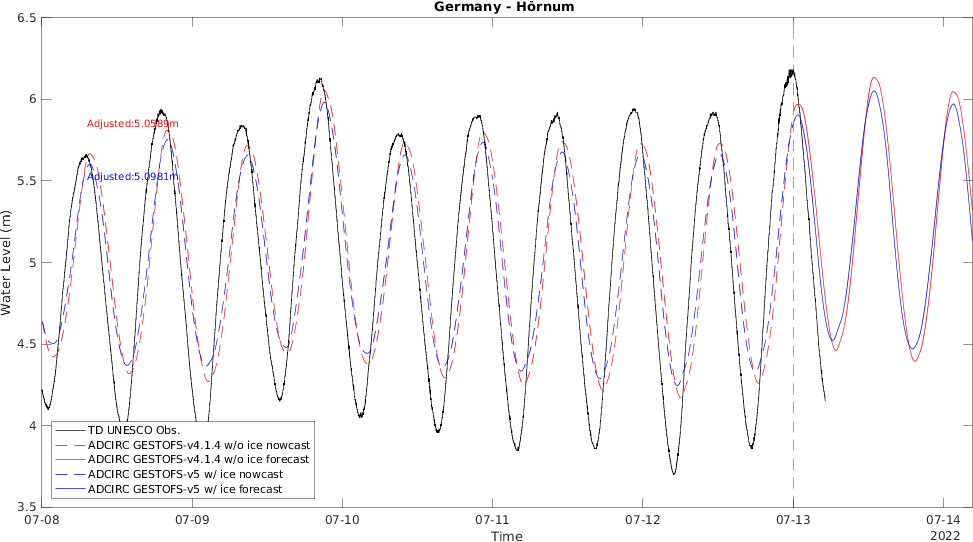 Germany - Hörnum
6.5
6
5.5
5
4.5
4
3.5
Water Level (m)
Adjusted:5.0589m
Adjusted:5.0981m
TD UNESCO Obs.
ADCIRC GESTOFS-v4.1.4 w/o ice nowcast
ADCIRC GESTOFS-v4.1.4 w/o ice forecast
ADCIRC GESTOFS-v5 w/ ice nowcast
ADCIRC GESTOFS-v5 w/ ice forecast
07-08 07-09 07-10 07-11 07-12 07-13 07-14
Time
2022